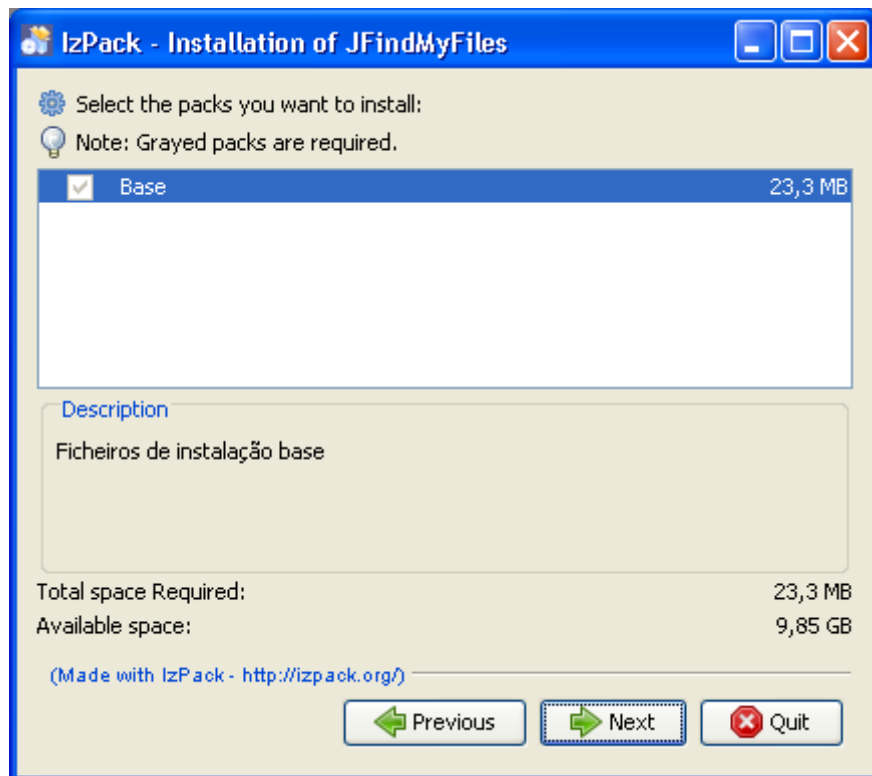 IzPack - Installation of JFindMyFiles
Select the packs you want to install:
Note: Grayed packs are required.
Base 23,3 MB
Description
Ficheiros de instalação base
Total space Required: 23,3 MB
Available space: 9,85 GB
(Made with IzPack - http://izpack.org/)
Previous Next Quit